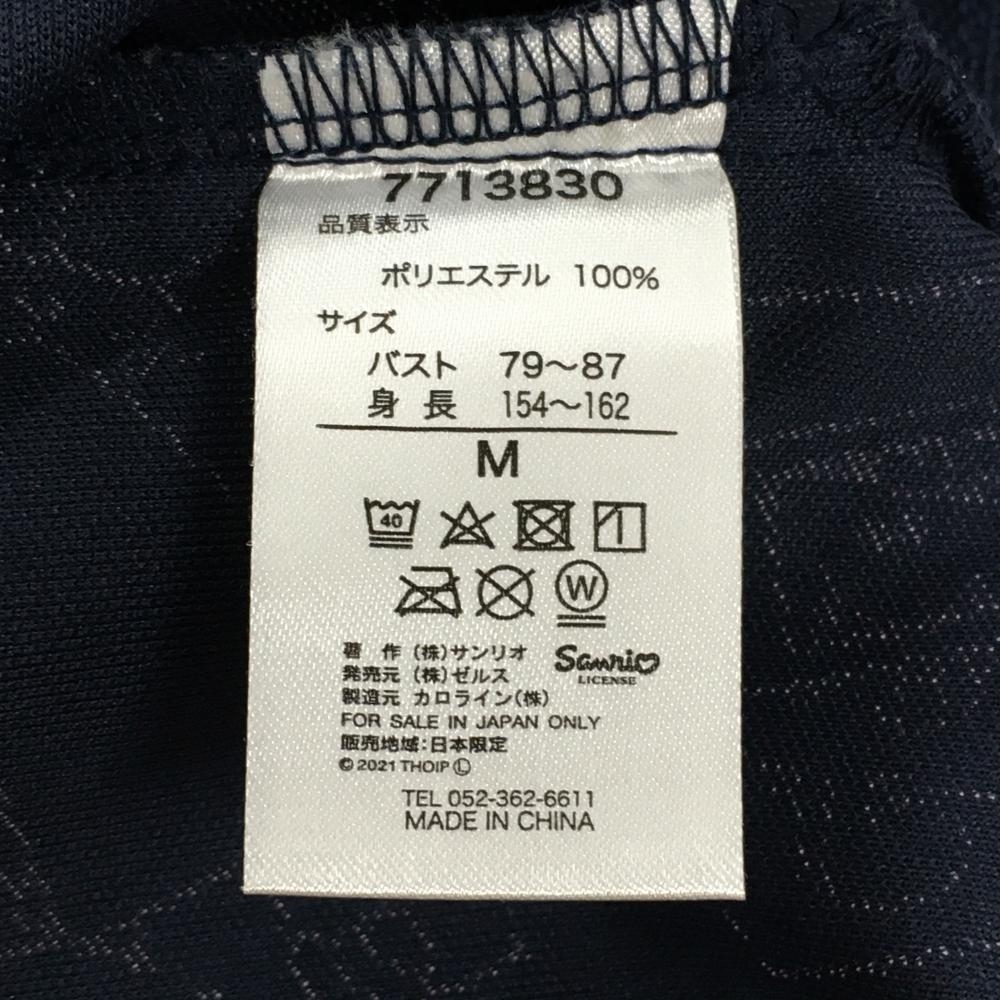 7713830
品質表示
ポリエステル 100%
サイズ
バスト 79〜87
身長 154〜162
M
40
W
著 作 (株)サンリオ
Sanrio
LICENSE
発売元 (株)ゼルス
製造元 カロライン(株)
FOR SALE IN JAPAN ONLY
販売地域:日本限定
©2021 THOIP Ⓛ
TEL 052-362-6611
MADE IN CHINA